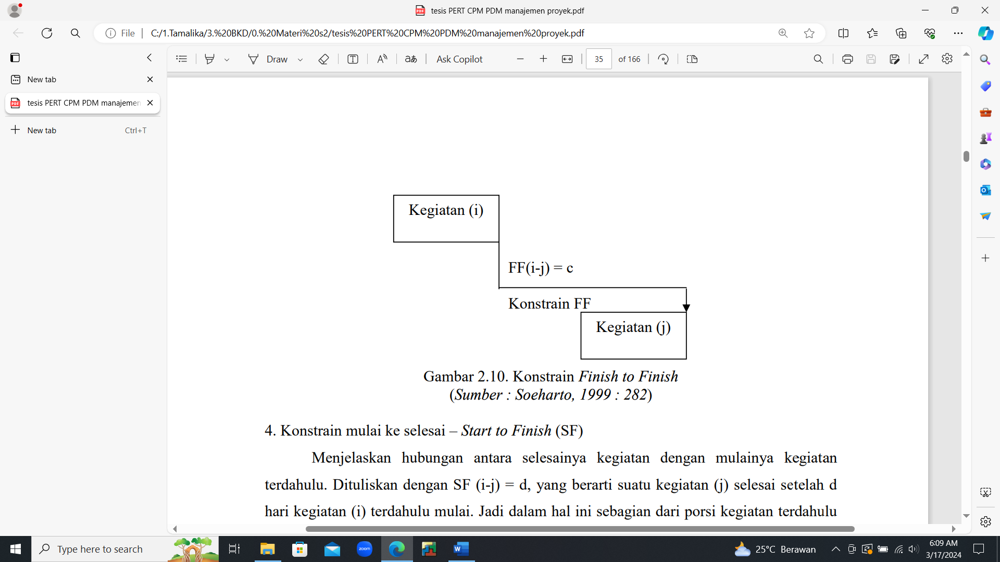 tesis PERT CPM PDM manajemen proyek.pdf
File
C:/1.Tamalika/3.%20BKD/0.%20Materi%20s2/tesis%20PERT%20CPM%20PDM%20manajemen%20proyek.pdf
New tab
tesis PERT CPM PDM manajemen
New tab Ctrl+T
Draw
Ask Copilot
35 of 166
Kegiatan (i)
FF(i-j) = c
Konstrain FF
Kegiatan (j)
Gambar 2.10. Konstrain Finish to Finish
(Sumber : Soeharto, 1999 : 282)
4. Konstrain mulai ke selesai – Start to Finish (SF)
Menjelaskan hubungan antara selesainya kegiatan dengan mulainya kegiatan
terdahulu. Dituliskan dengan SF (i-j) = d, yang berarti suatu kegiatan (j) selesai setelah d
hari kegiatan (i) terdahulu mulai. Jadi dalam hal ini sebagian dari porsi kegiatan terdahulu
Type here to search
zoom
25°C Berawan
6:09 AM
3/17/2024